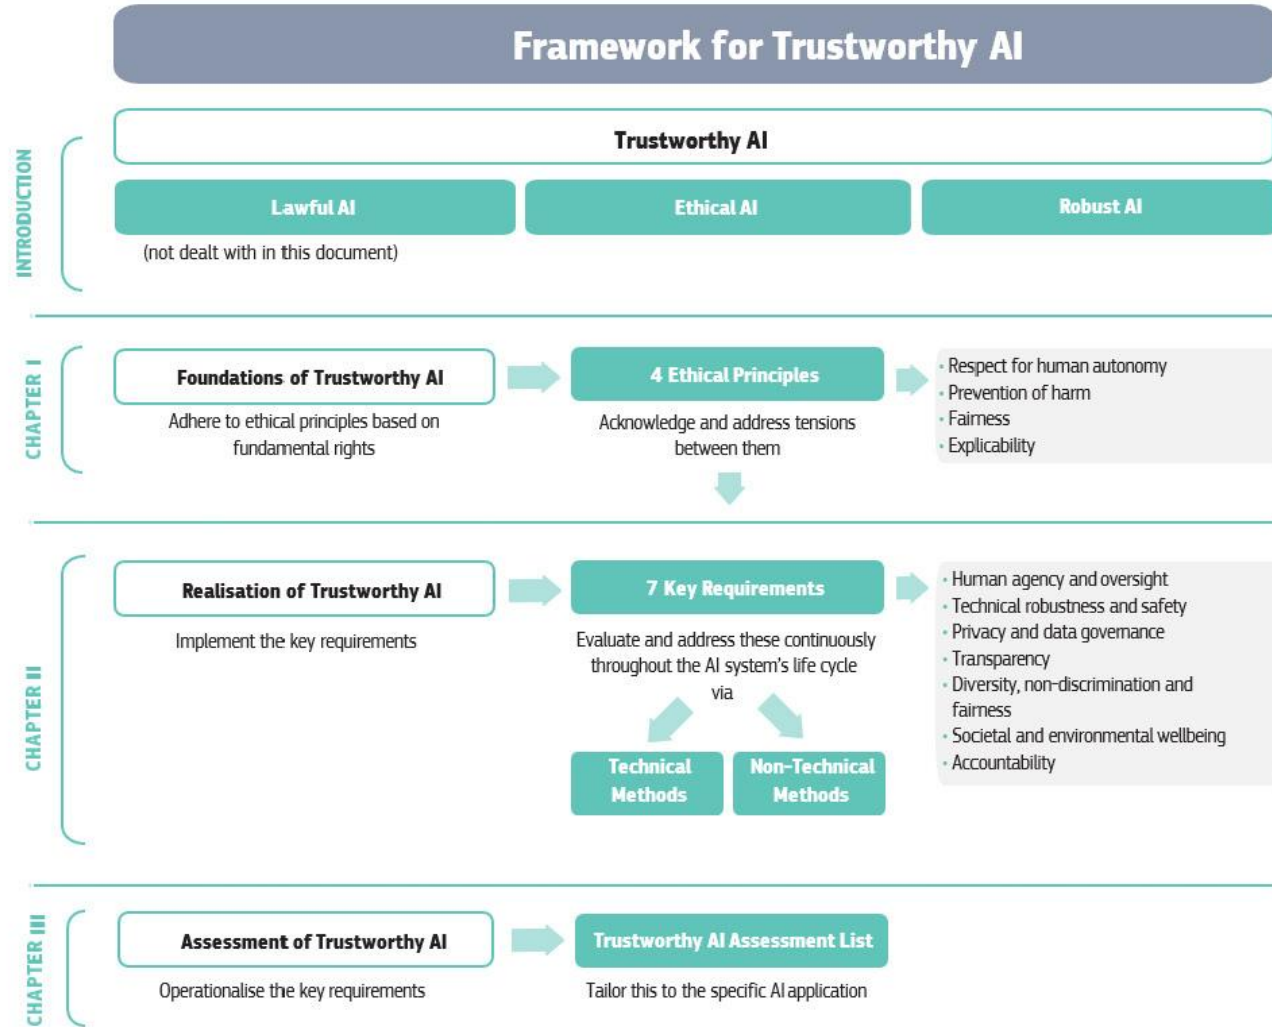 Framework for Trustworthy AI
INTRODUCTION
Trustworthy AI
Lawful AI
Ethical AI
Robust AI
(not dealt with in this document)
CHAPTER I
Foundations of Trustworthy AI
Adhere to ethical principles based on
fundamental rights
4 Ethical Principles
Acknowledge and address tensions
between them
· Respect for human autonomy
· Prevention of harm
· Fairness
· Explicability
CHAPTER II
Realisation of Trustworthy AI
Implement the key requirements
7 Key Requirements
Evaluate and address these continuously
throughout the AI system's life cycle
via
Technical
Methods
Non-Technical
Methods
· Human agency and oversight
· Technical robustness and safety
· Privacy and data governance
· Transparency
· Diversity, non-discrimination and
fairness
· Societal and environmental wellbeing
· Accountability
CHAPTER III
Assessment of Trustworthy AI
Operationalise the key requirements
Trustworthy AI Assessment List
Tailor this to the specific AI application